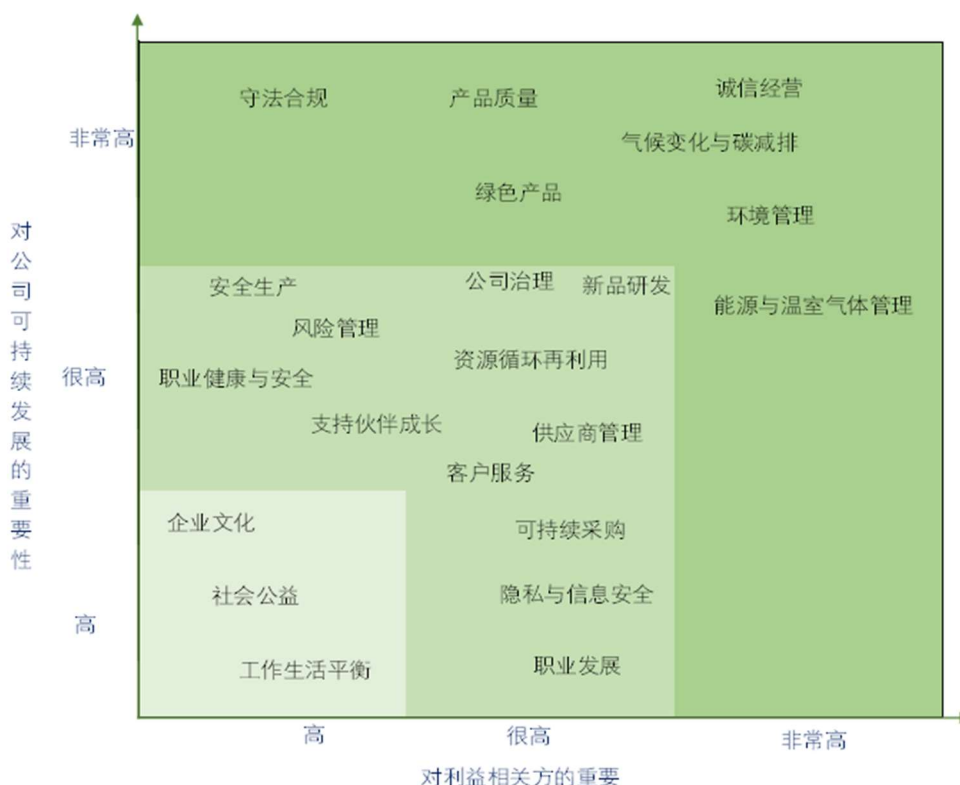 诚信经营
守法合规
产品质量
非常高
气候变化与碳减排
绿色产品
环境管理
对公司可持续发展的重要性
安全生产
公司治理
新品研发
能源与温室气体管理
风险管理
资源循环再利用
很高
职业健康与安全
支持伙伴成长
供应商管理
客户服务
企业文化
可持续采购
社会公益
隐私与信息安全
高
工作生活平衡
职业发展
高
很高
非常高
对利益相关方的重要